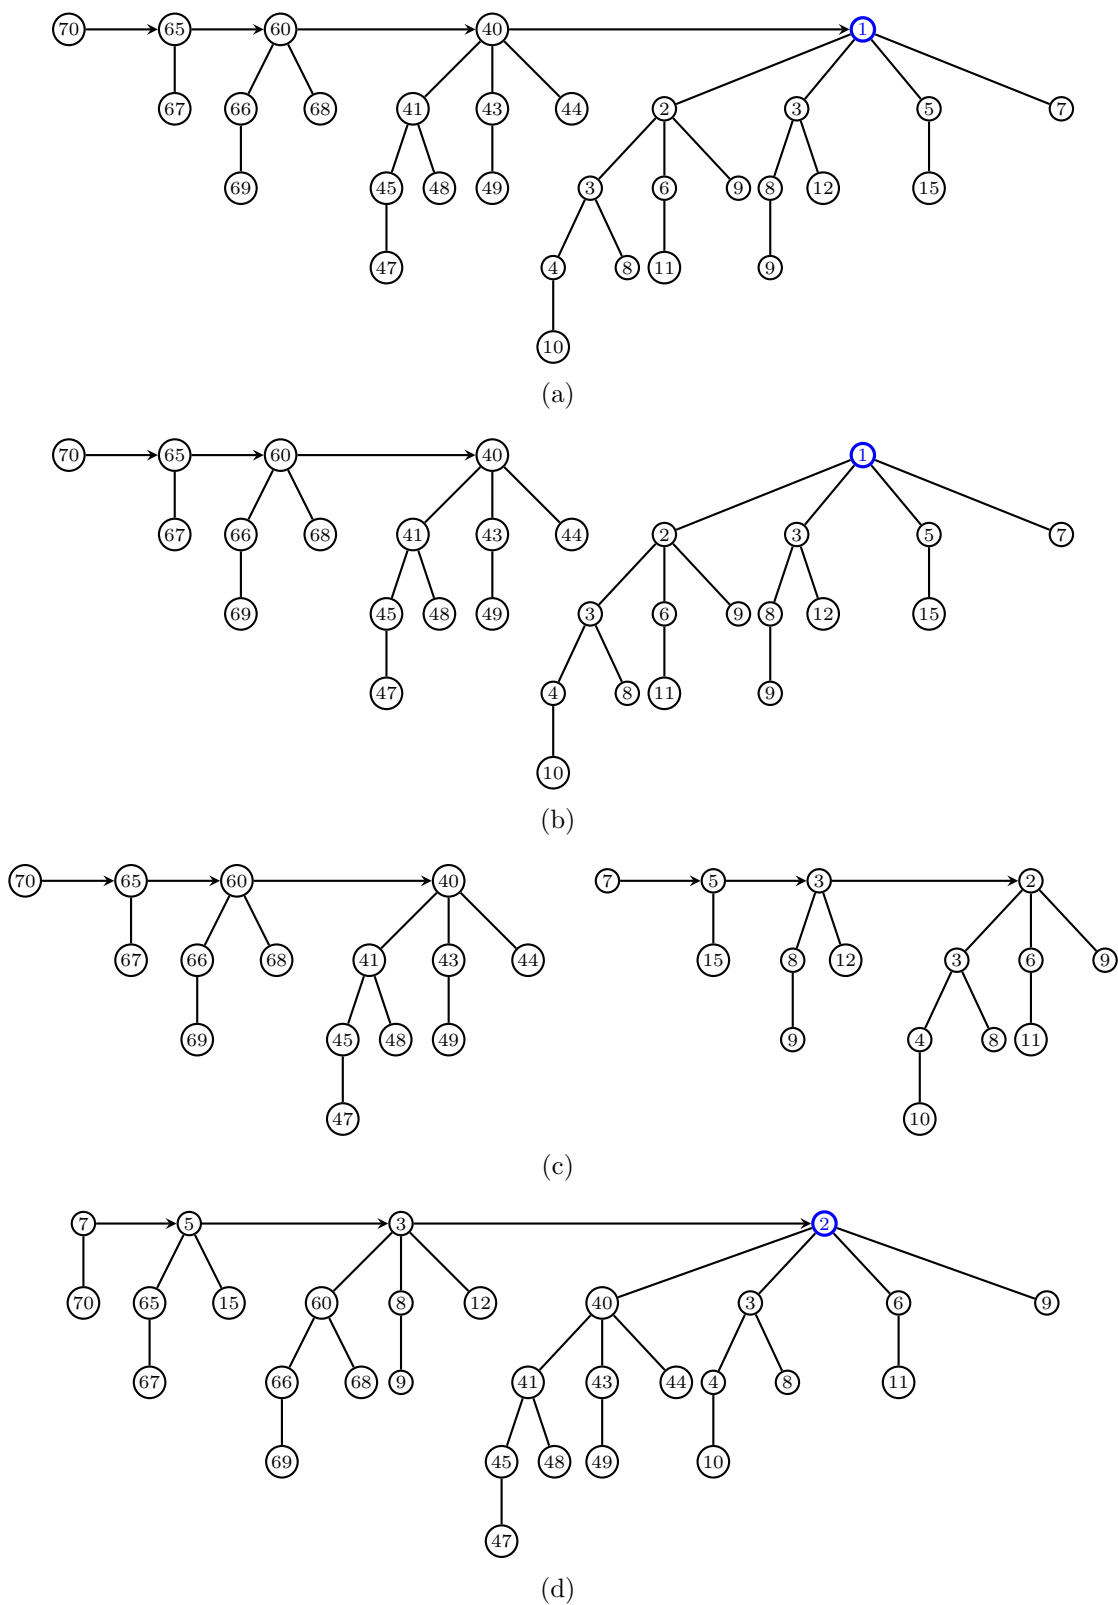 70 65 60 40 1
67 66 68 41 43 44 2 3 5 7
69 45 48 49 3 6 9 8 12 15
47 4 8 11 9
10
(a)
70 65 60 40 1
67 66 68 41 43 44 2 3 5 7
69 45 48 49 3 6 9 8 12 15
47 4 8 11 9
10
(b)
70 65 60 40 7 5 3 2
67 66 68 41 43 44 15 8 12 3 6 9
69 45 48 49 9 4 8 11
47 10
(c)
7 5 3 2
70 65 15 60 8 12 40 3 6 9
67 66 68 9 41 43 44 4 8 11
69 45 48 49 10
47
(d)